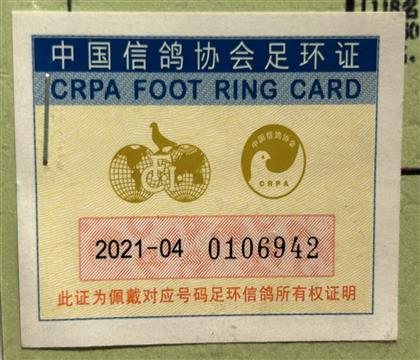 中国信鸽协会足环证
CRPA FOOT RING CARD
FCI
中国信鸽协会
CRPA
2021-04 0106942
此证为佩戴对应号码足环信鸽所有权证明